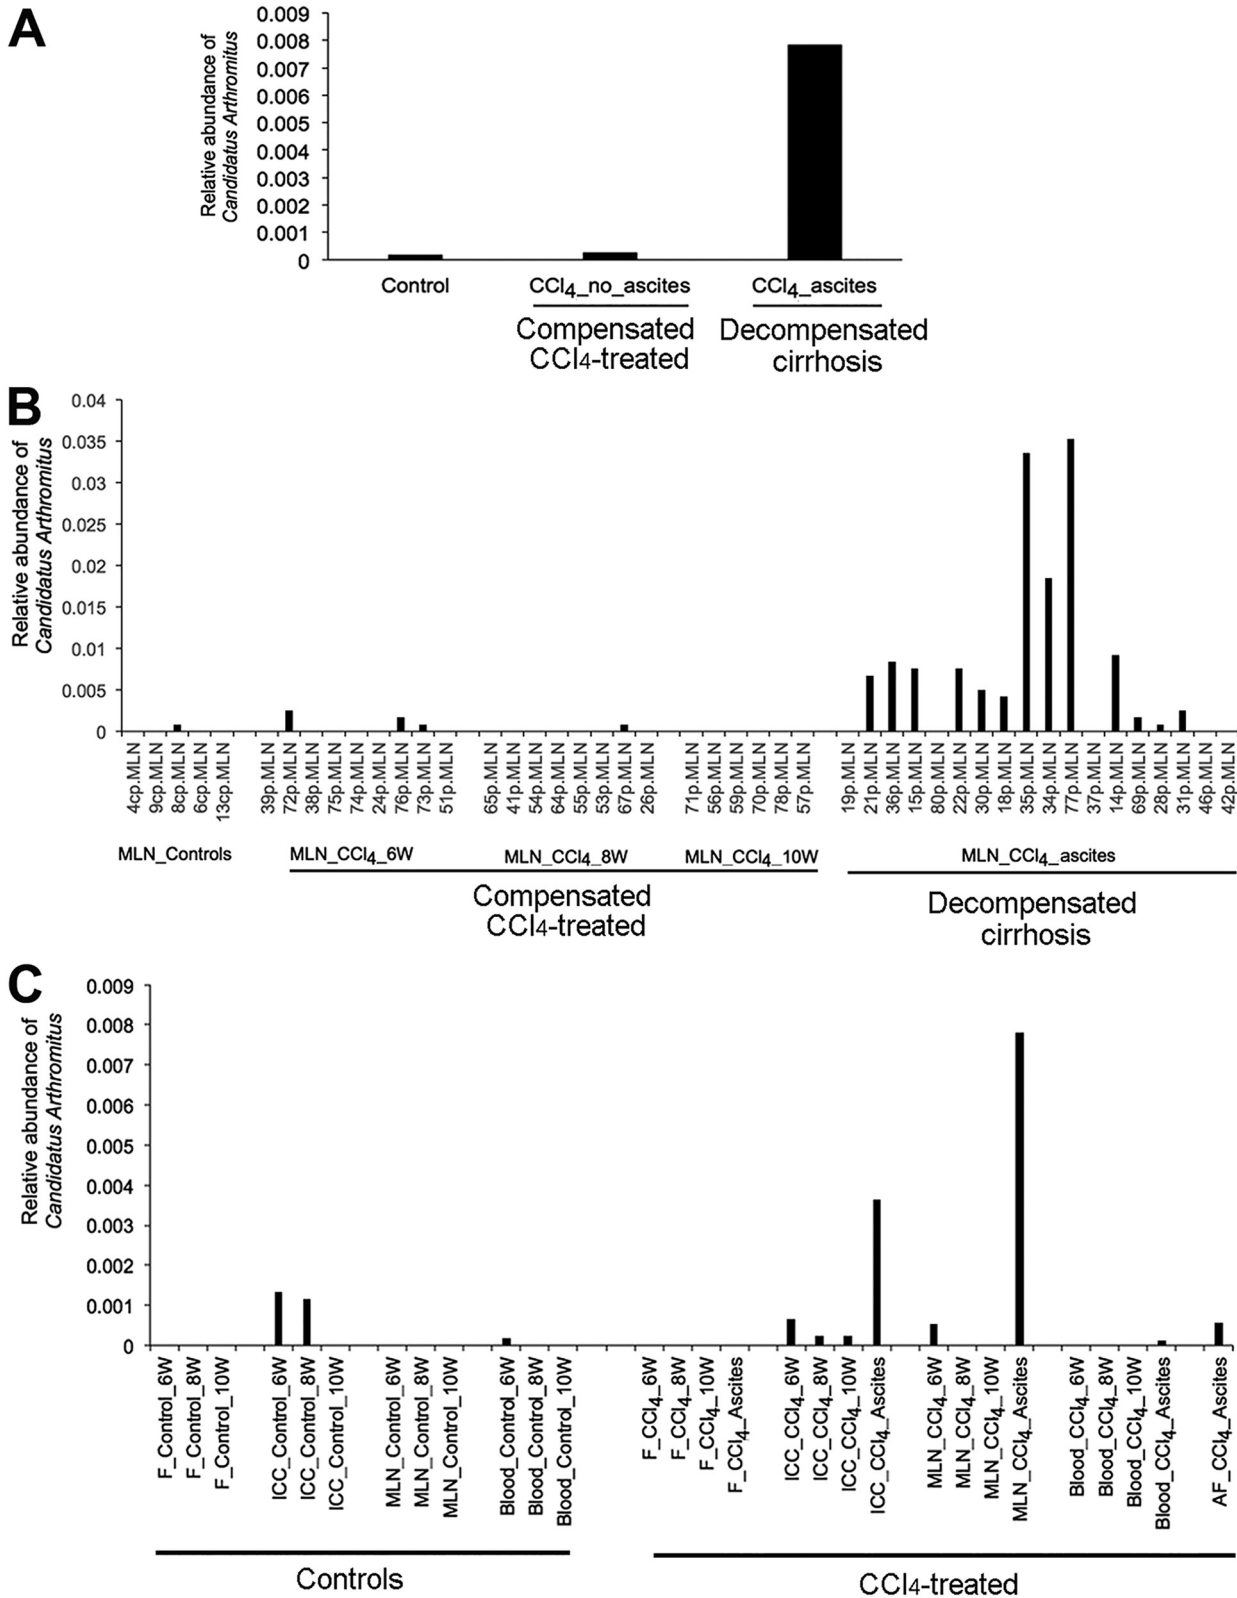 A
Relative abundance of
Candidatus Arthromitus
0.009
0.008
0.007
0.006
0.005
0.004
0.003
0.002
0.001
0
Control
CCl4_no_ascites
CCl4_ascites
Compensated
CCl4-treated
Decompensated
cirrhosis
B
Relative abundance of
Candidatus Arthromitus
0.04
0.035
0.03
0.025
0.02
0.015
0.01
0.005
0
4cp.MLN
9cp.MLN
8cp.MLN
6cp.MLN
13cp.MLN
39p.MLN
72p.MLN
38p.MLN
75p.MLN
74p.MLN
24p.MLN
76p.MLN
73p.MLN
51p.MLN
65p.MLN
41p.MLN
54p.MLN
64p.MLN
55p.MLN
53p.MLN
67p.MLN
26p.MLN
71p.MLN
56p.MLN
59p.MLN
70p.MLN
78p.MLN
57p.MLN
19p.MLN
21p.MLN
36p.MLN
15p.MLN
80p.MLN
22p.MLN
30p.MLN
18p.MLN
35p.MLN
34p.MLN
77p.MLN
37p.MLN
14p.MLN
69p.MLN
28p.MLN
31p.MLN
46p.MLN
42p.MLN
MLN_Controls
MLN_CCl4_6W
MLN_CCl4_8W
MLN_CCl4_10W
MLN_CCl4_ascites
Compensated
CCl4-treated
Decompensated
cirrhosis
C
Relative abundance of
Candidatus Arthromitus
0.009
0.008
0.007
0.006
0.005
0.004
0.003
0.002
0.001
0
F_Control_6W
F_Control_8W
F_Control_10W
ICC_Control_6W
ICC_Control_8W
ICC_Control_10W
MLN_Control_6W
MLN_Control_8W
MLN_Control_10W
Blood_Control_6W
Blood_Control_8W
Blood_Control_10W
F_CCl4_6W
F_CCl4_8W
F_CCl4_10W
F_CCl4_Ascites
ICC_CCl4_6W
ICC_CCl4_8W
ICC_CCl4_10W
ICC_CCl4_Ascites
MLN_CCl4_6W
MLN_CCl4_8W
MLN_CCl4_10W
MLN_CCl4_Ascites
Blood_CCl4_6W
Blood_CCl4_8W
Blood_CCl4_10W
Blood_CCl4_Ascites
AF_CCl4_Ascites
Controls
CCl4-treated